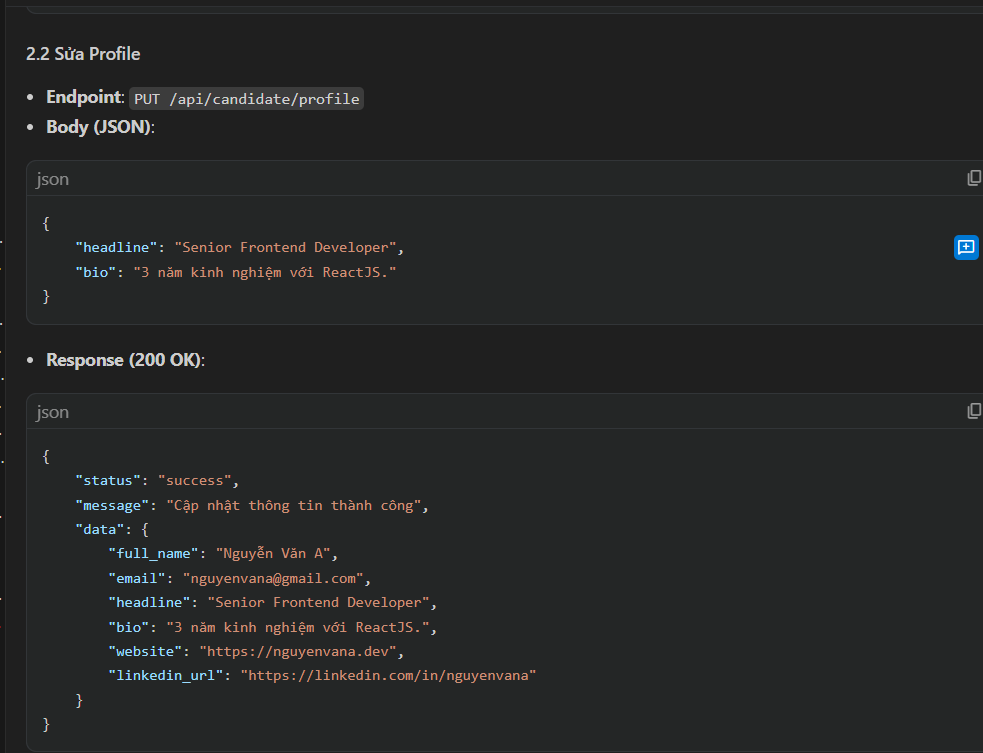 2.2 Sửa Profile
• Endpoint: PUT /api/candidate/profile
• Body (JSON):
json
{
    "headline": "Senior Frontend Developer",
    "bio": "3 năm kinh nghiệm với ReactJS."
}
• Response (200 OK):
json
{
    "status": "success",
    "message": "Cập nhật thông tin thành công",
    "data": {
        "full_name": "Nguyễn Văn A",
        "email": "nguyenvana@gmail.com",
        "headline": "Senior Frontend Developer",
        "bio": "3 năm kinh nghiệm với ReactJS.",
        "website": "https://nguyenvana.dev",
        "linkedin_url": "https://linkedin.com/in/nguyenvana"
    }
}